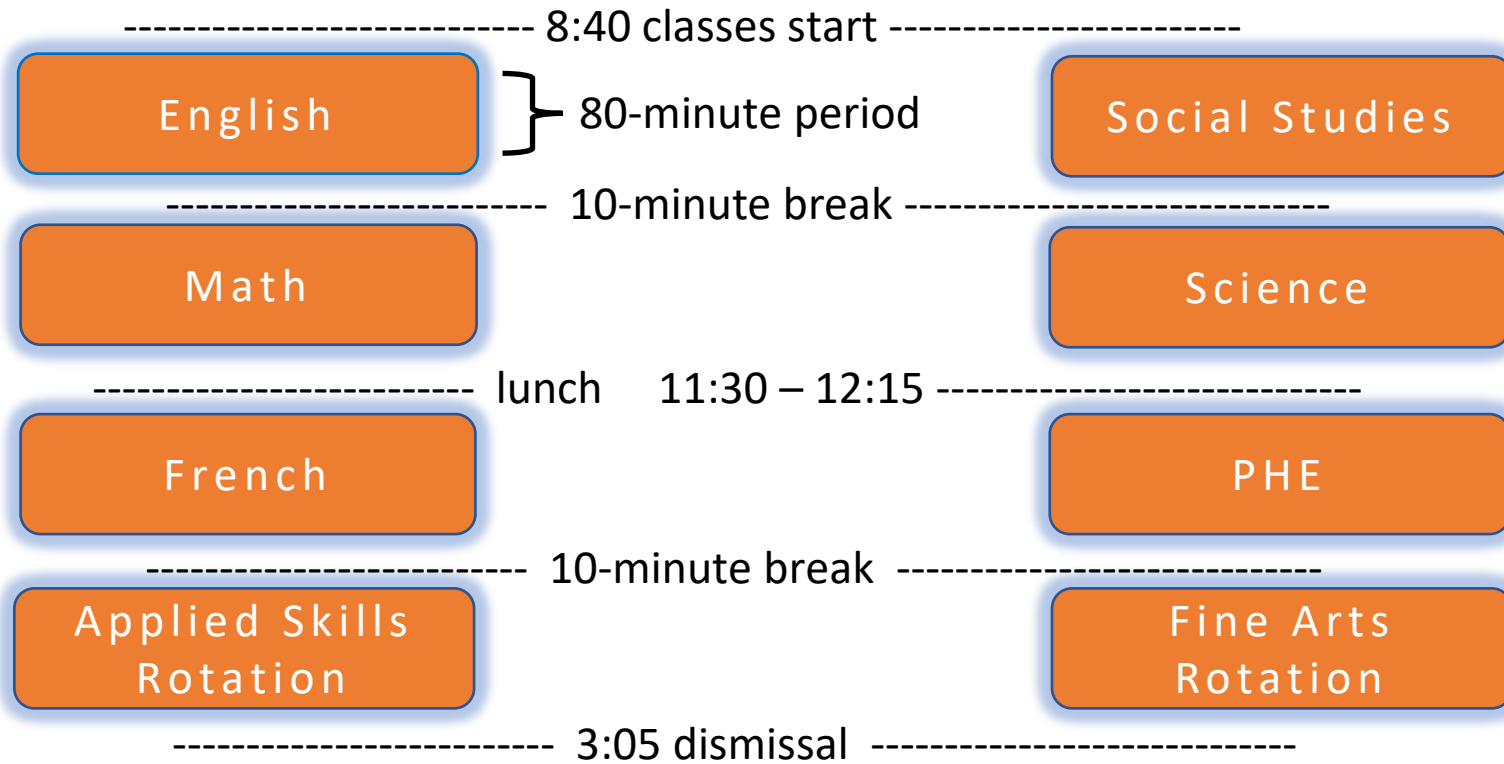 8:40 classes start
English
80-minute period
Social Studies
10-minute break
Math
Science
lunch 11:30 – 12:15
French
PHE
10-minute break
Applied Skills
Rotation
Fine Arts
Rotation
3:05 dismissal